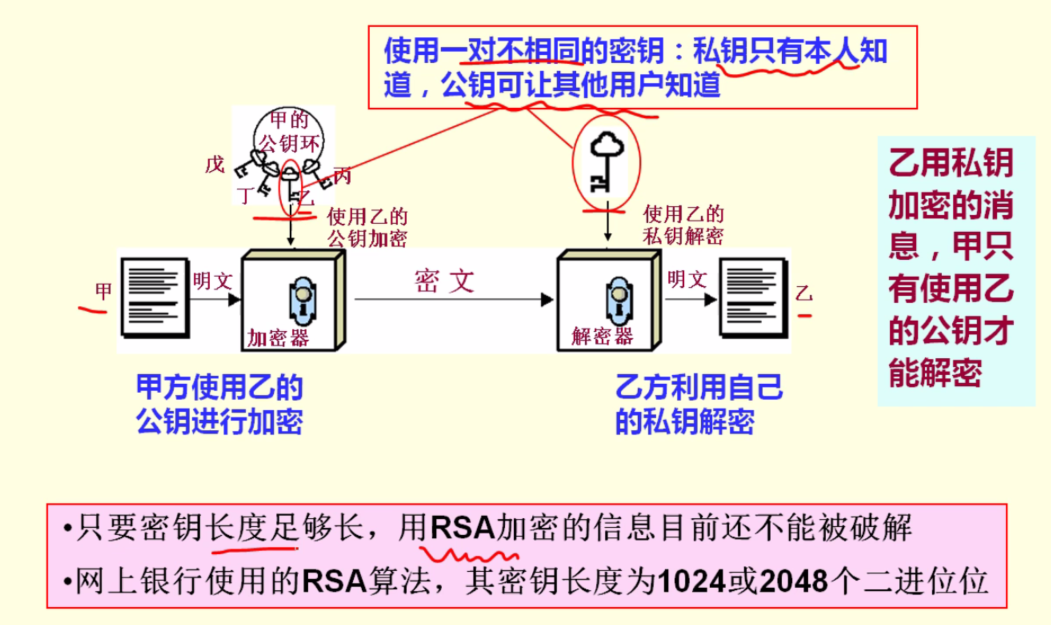 使用一对不相同的密钥：私钥只有本人知
道，公钥可让其他用户知道
甲的
公钥环
戊
丁
乙
丙
使用乙的
公钥加密
使用乙的
私钥解密
甲
明文
加密器
密 文
解密器
明文
乙
甲方使用乙的
公钥进行加密
乙方利用自己
的私钥解密
乙用私钥
加密的消
息，甲只
有使用乙
的公钥才
能解密
•只要密钥长度足够长，用RSA加密的信息目前还不能被破解
•网上银行使用的RSA算法，其密钥长度为1024或2048个二进位位